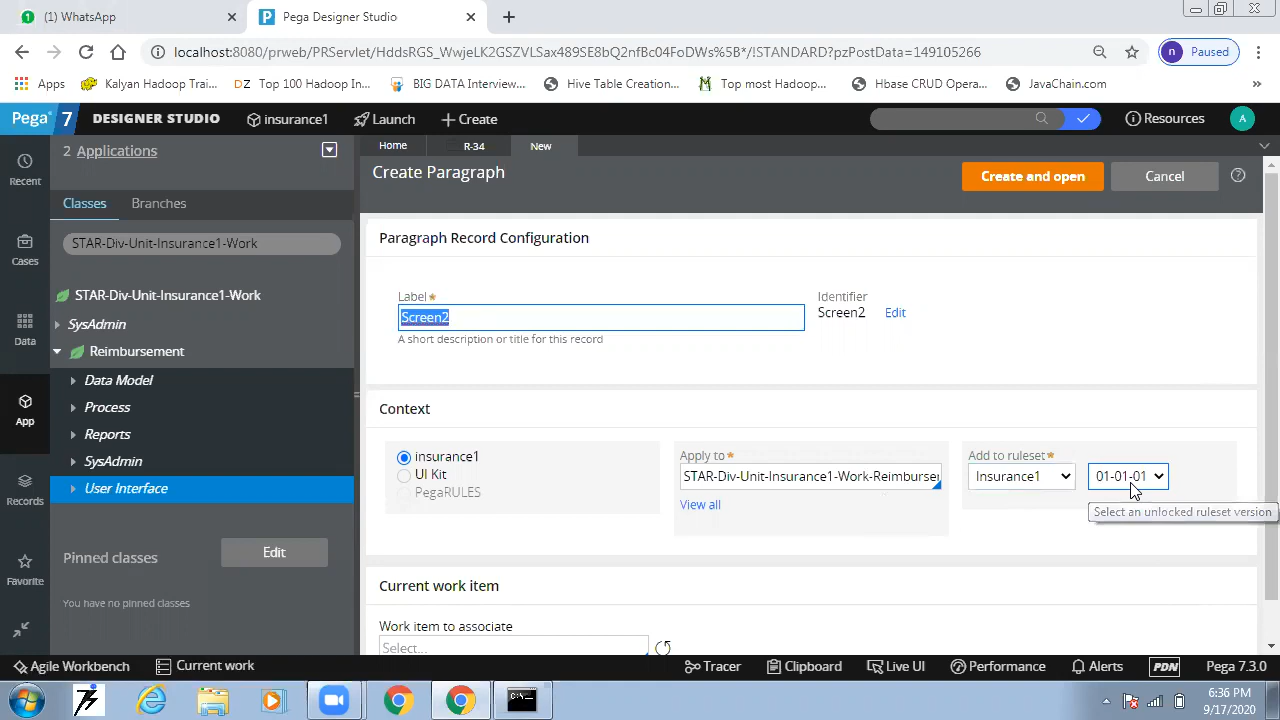 (1) WhatsApp
Pega Designer Studio
localhost:8080/prweb/PRServlet/HddsRGS_WwjeLK2GSZVLSax489SE8bQ2nfBc04FoDWs%5B*/!STANDARD?pzPostData=149105266
n Paused
Apps
Kalyan Hadoop Trai...
DZ Top 100 Hadoop In...
BIG DATA Interview...
Hive Table Creation...
Top most Hadoop...
Hbase CRUD Opera...
JavaChain.com
»
Pega 7 DESIGNER STUDIO
insurance1
Launch
Create
Resources
A
Recent
Cases
Data
App
Records
Favorite
2 Applications
Classes
Branches
STAR-Div-Unit-Insurance1-Work
STAR-Div-Unit-Insurance1-Work
SysAdmin
Reimbursement
Data Model
Process
Reports
SysAdmin
User Interface
Pinned classes
Edit
You have no pinned classes
Home
R-34
New
Create Paragraph
Create and open
Cancel
Paragraph Record Configuration
Label*
Screen2
A short description or title for this record
Identifier
Screen2 Edit
Context
insurance1
UI Kit
PegaRULES
Apply to*
STAR-Div-Unit-Insurance1-Work-Reimburser
View all
Add to ruleset*
Insurance1
01-01-01
Select an unlocked ruleset version
Current work item
Work item to associate
Select...
Agile Workbench
Current work
Tracer
Clipboard
Live UI
Performance
Alerts
PDN
Pega 7.3.0
6:36 PM
9/17/2020